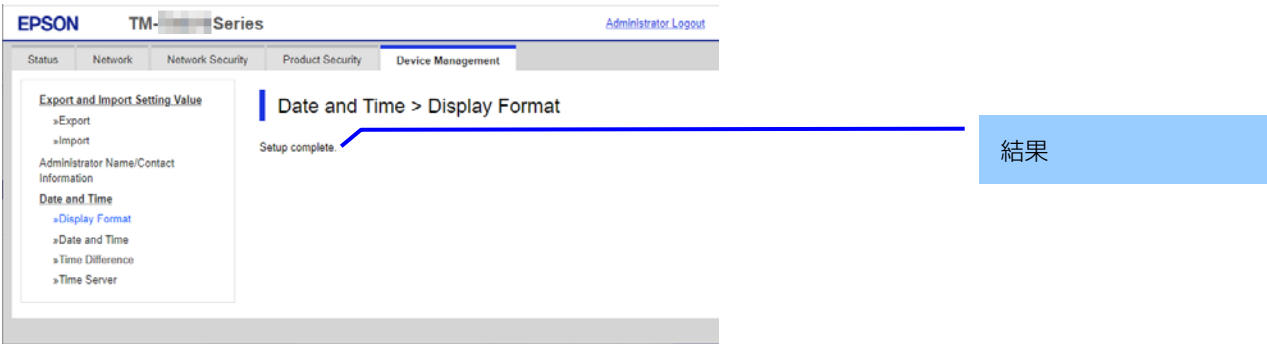 EPSON TM- Series Administrator Logout
Status Network Network Security Product Security Device Management
Export and Import Setting Value
»Export
»Import
Administrator Name/Contact
Information
Date and Time
»Display Format
»Date and Time
»Time Difference
»Time Server
Date and Time > Display Format
Setup complete.
結果